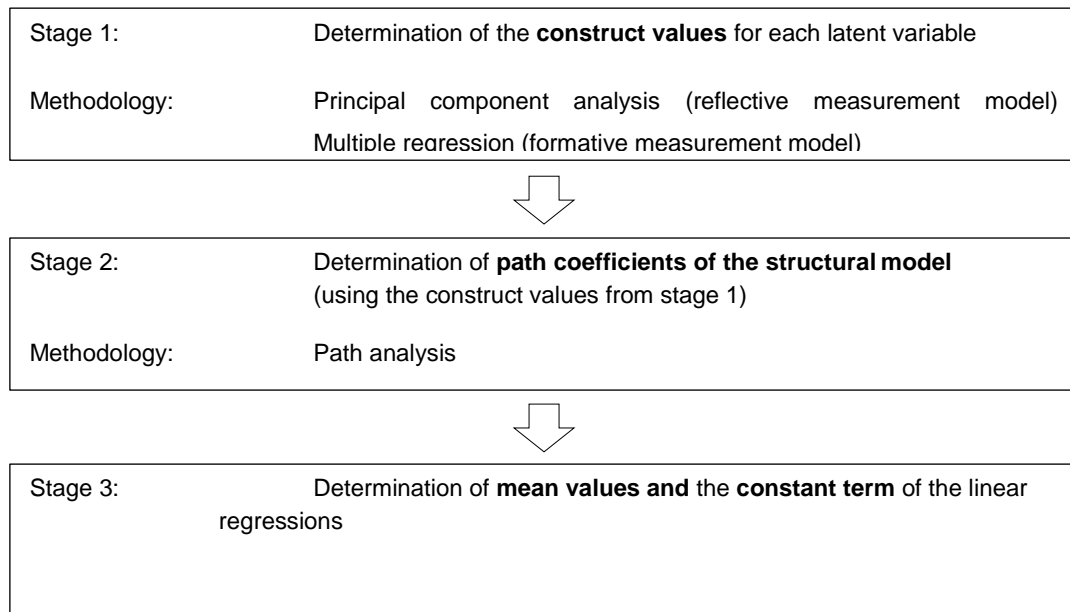 Stage 1: Determination of the construct values for each latent variable
Methodology: Principal component analysis (reflective measurement model)
Multiple regression (formative measurement model)
Stage 2: Determination of path coefficients of the structural model
(using the construct values from stage 1)
Methodology: Path analysis
Stage 3: Determination of mean values and the constant term of the linear
regressions